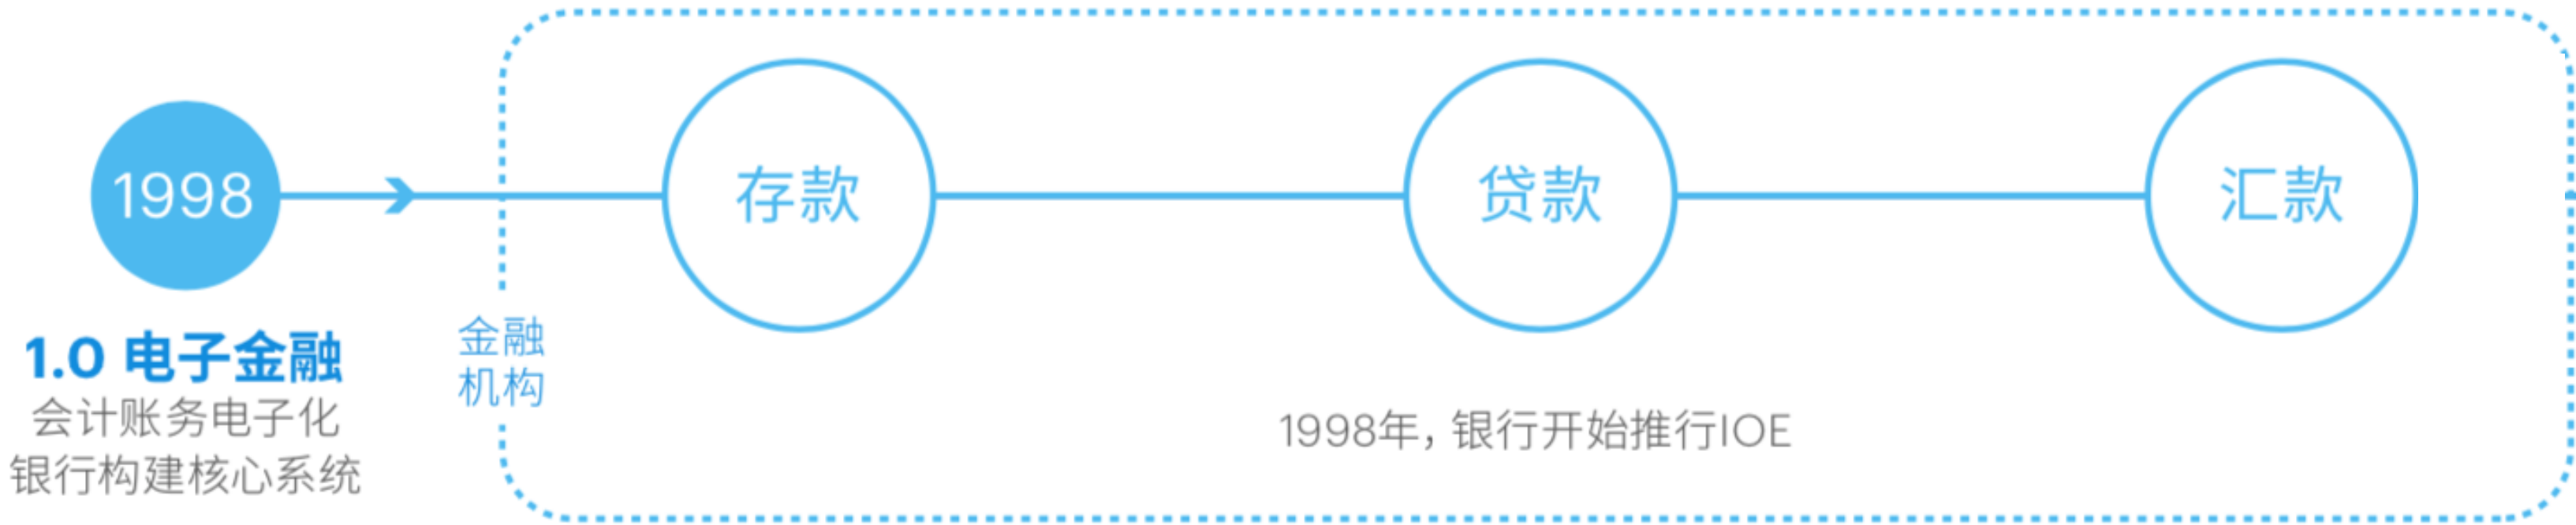 1998
1.0 电子金融
会计账务电子化
银行构建核心系统
金融
机构
存款
贷款
汇款
1998年，银行开始推行IOE